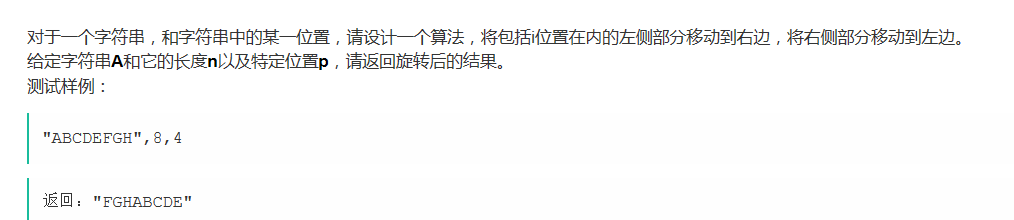 对于一个字符串，和字符串中的某一位置，请设计一个算法，将包括i位置在内的左侧部分移动到右边，将右侧部分移动到左边。
给定字符串A和它的长度n以及特定位置p，请返回旋转后的结果。
测试样例：
"ABCDEFGH",8,4
返回："FGHABCDE"